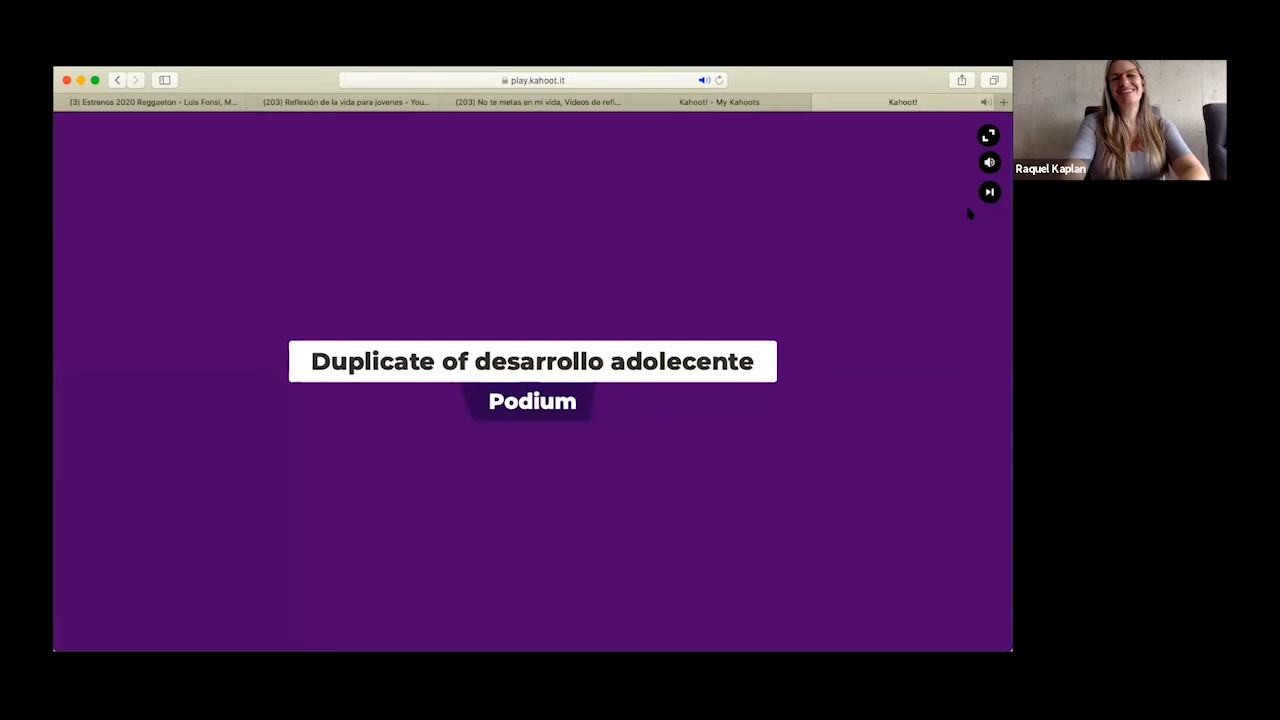 play.kahoot.it
(3) Estrenos 2020 Reggaeton - Luis Fonsi, M...
(203) Reflexión de la vida para jovenes - You...
(203) No te metas en mi vida, Videos de refl...
Kahoot! - My Kahoots
Kahoot!
Raquel Kaplan
Duplicate of desarrollo adolecente
Podium